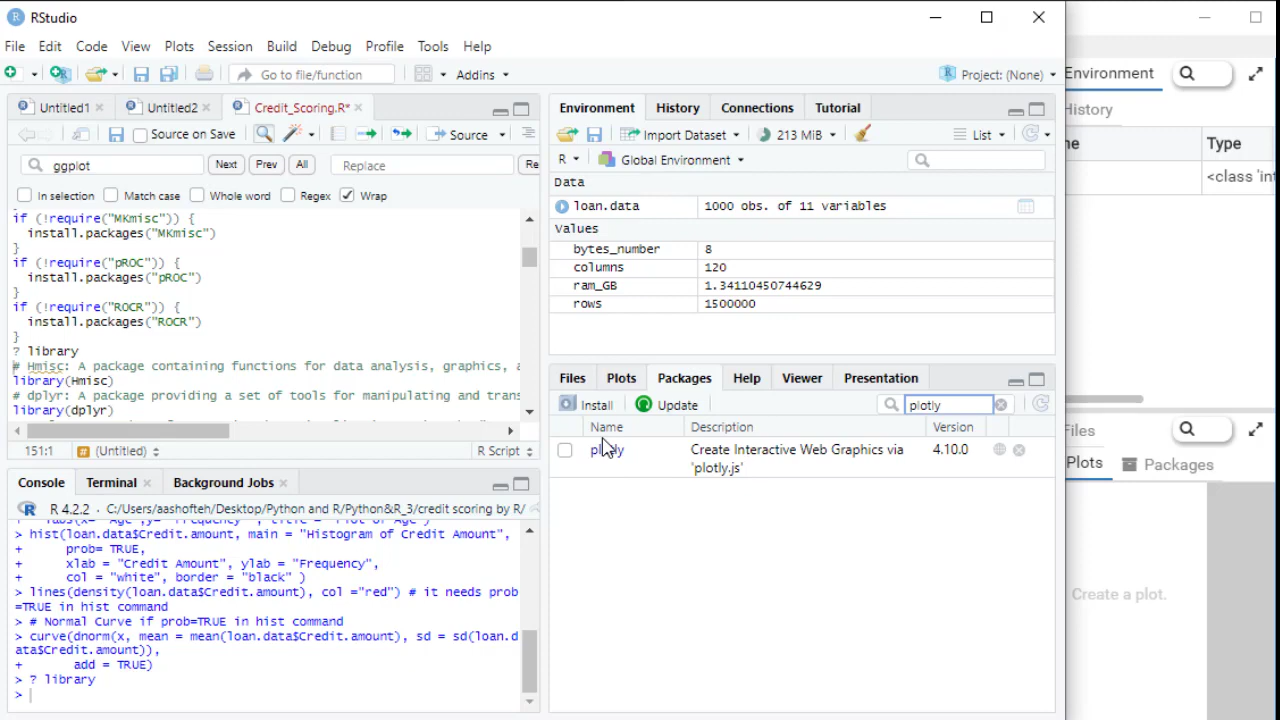 RStudio
File Edit Code View Plots Session Build Debug Profile Tools Help
Go to file/function Addins Project: (None)
Untitled1 Untitled2 Credit_Scoring.R*
Source on Save Source
ggplot Next Prev All Replace Re
In selection Match case Whole word Regex Wrap
if (!require("MKmisc")) {
install.packages("MKmisc")
}
if (!require("pROC")) {
install.packages("pROC")
}
if (!require("ROCR")) {
install.packages("ROCR")
}
? library
# Hmisc: A package containing functions for data analysis, graphics, a
library(Hmisc)
# dplyr: A package providing a set of tools for manipulating and trans
library(dplyr)
151:1 (Untitled) R Script
Console Terminal Background Jobs
R 4.2.2 · C:/Users/aashofteh/Desktop/Python and R/Python&R_3/credit scoring by R/
> hist(loan.data$Credit.amount, main = "Histogram of Credit Amount",
+ prob= TRUE,
+ xlab = "Credit Amount", ylab = "Frequency",
+ col = "white", border = "black" )
> lines(density(loan.data$Credit.amount), col ="red") # it needs prob
=TRUE in hist command
> # Normal Curve if prob=TRUE in hist command
> curve(dnorm(x, mean = mean(loan.data$Credit.amount), sd = sd(loan.d
ata$Credit.amount)),
+ add = TRUE)
> ? library
>
Environment History Connections Tutorial
Import Dataset 213 MiB List
R Global Environment
Data
loan.data 1000 obs. of 11 variables
Values
bytes_number 8
columns 120
ram_GB 1.34110450744629
rows 1500000
Files Plots Packages Help Viewer Presentation
Install Update plotly
Name Description Version
plotly Create Interactive Web Graphics via 4.10.0
'plotly.js'
Environment
History
ne Type
<class 'int
Files
Plots Packages
Create a plot.